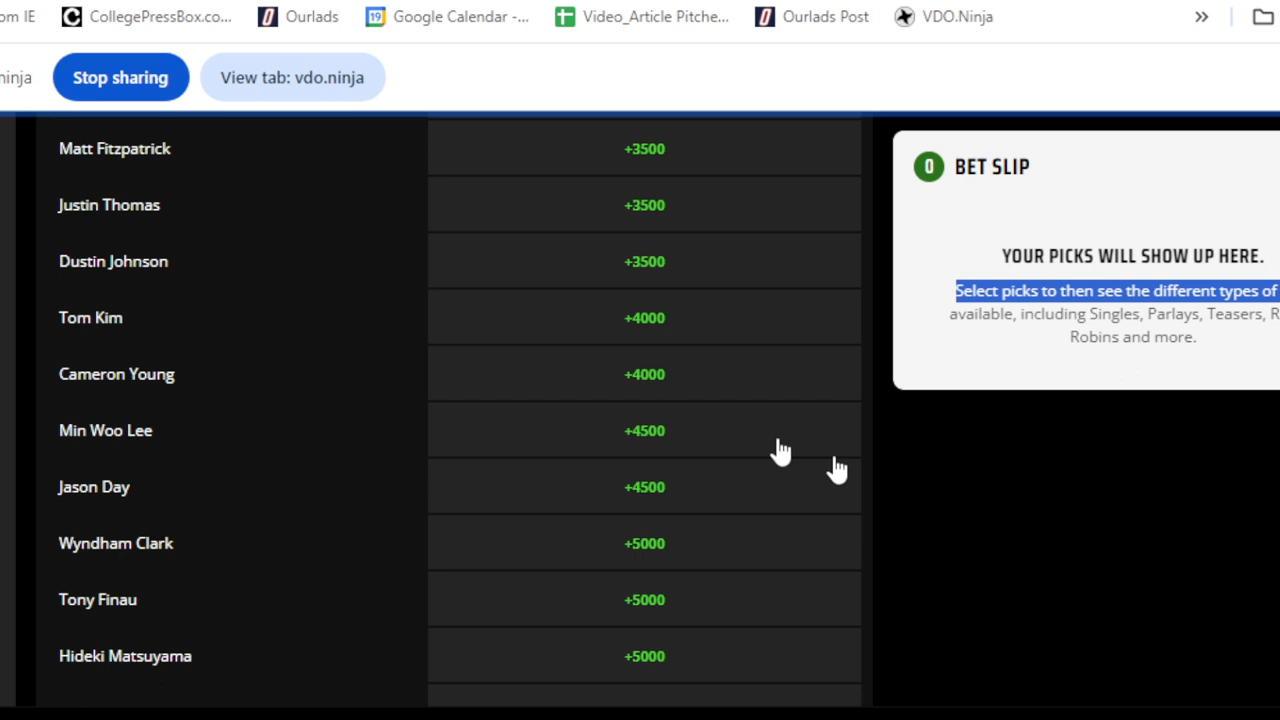 om IE CollegePressBox.co... Ourlads 19 Google Calendar -... Video_Article Pitche... Ourlads Post VDO.Ninja »
ninja Stop sharing View tab: vdo.ninja
Matt Fitzpatrick +3500
Justin Thomas +3500
Dustin Johnson +3500
Tom Kim +4000
Cameron Young +4000
Min Woo Lee +4500
Jason Day +4500
Wyndham Clark +5000
Tony Finau +5000
Hideki Matsuyama +5000
0 BET SLIP
YOUR PICKS WILL SHOW UP HERE.
Select picks to then see the different types of
available, including Singles, Parlays, Teasers, R
Robins and more.